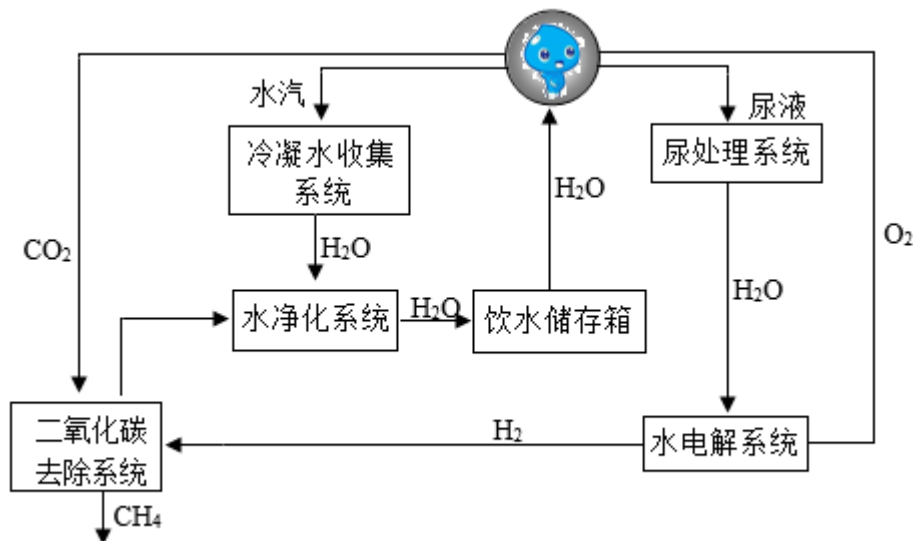 水汽
尿液
冷凝水收集
系统
尿处理系统
H₂O
CO₂
H₂O
O₂
H₂O
水净化系统
H₂O
饮水储存箱
二氧化碳
去除系统
H₂
水电解系统
CH₄